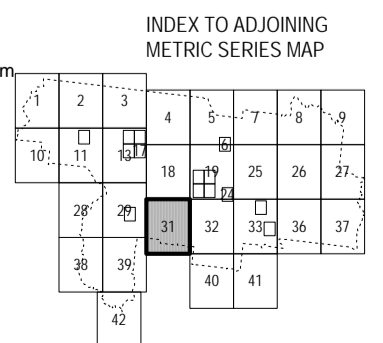 INDEX TO ADJOINING
METRIC SERIES MAP
m
1 2 3 4 5 7 8 9
6
10 11 13 17 18 19 25 26 27
24
28 29 31 32 33 36 37
38 39 40 41
42